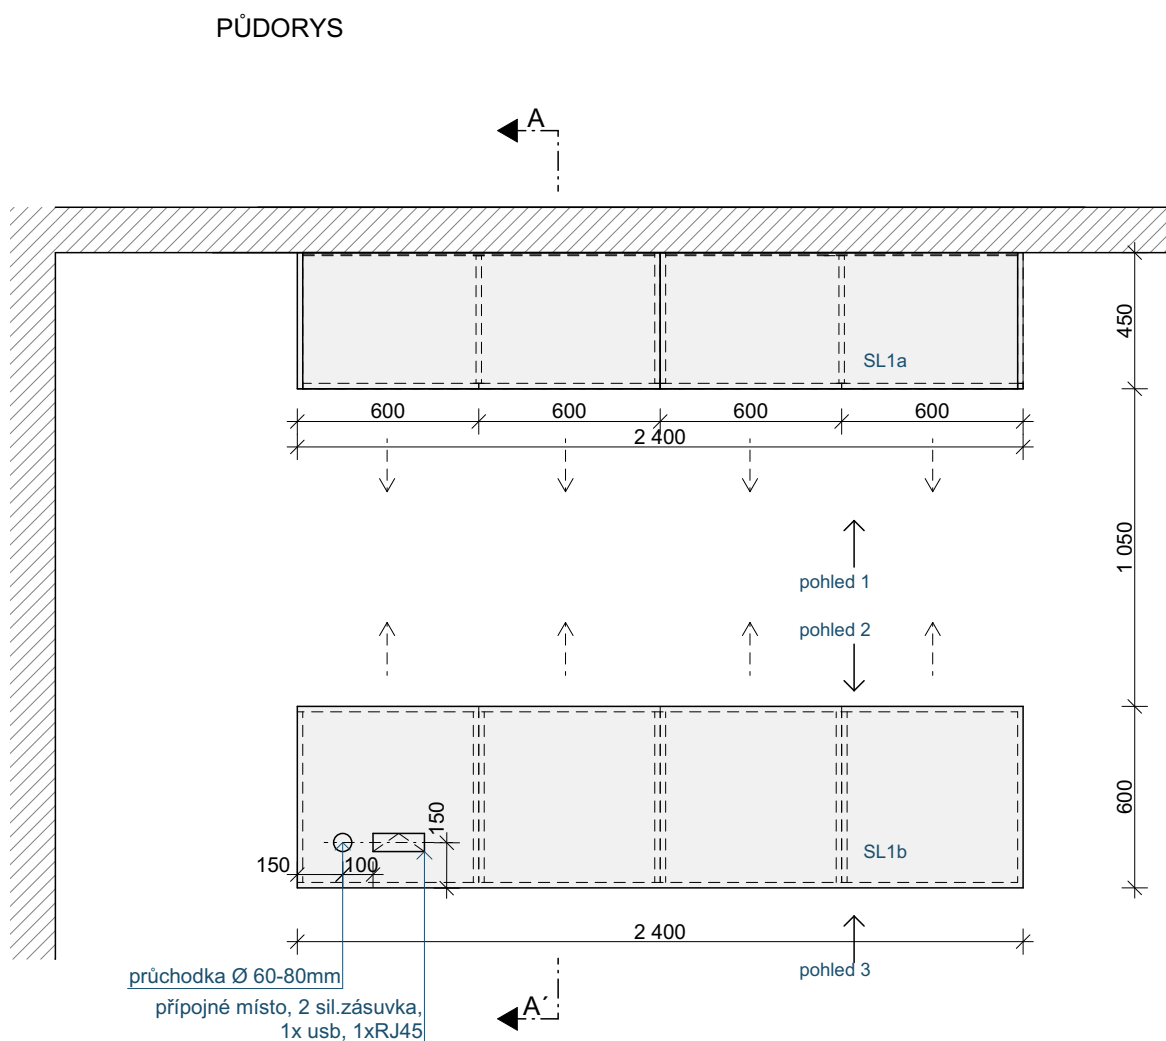 PŮDORYS
A
SL1a
450
600
600
600
600
2 400
pohled 1
1 050
pohled 2
150
600
SL1b
150
100
2 400
pohled 3
průchodka Ø 60-80mm
přípojné místo, 2 sil.zásuvka,
A´
1x usb, 1xRJ45